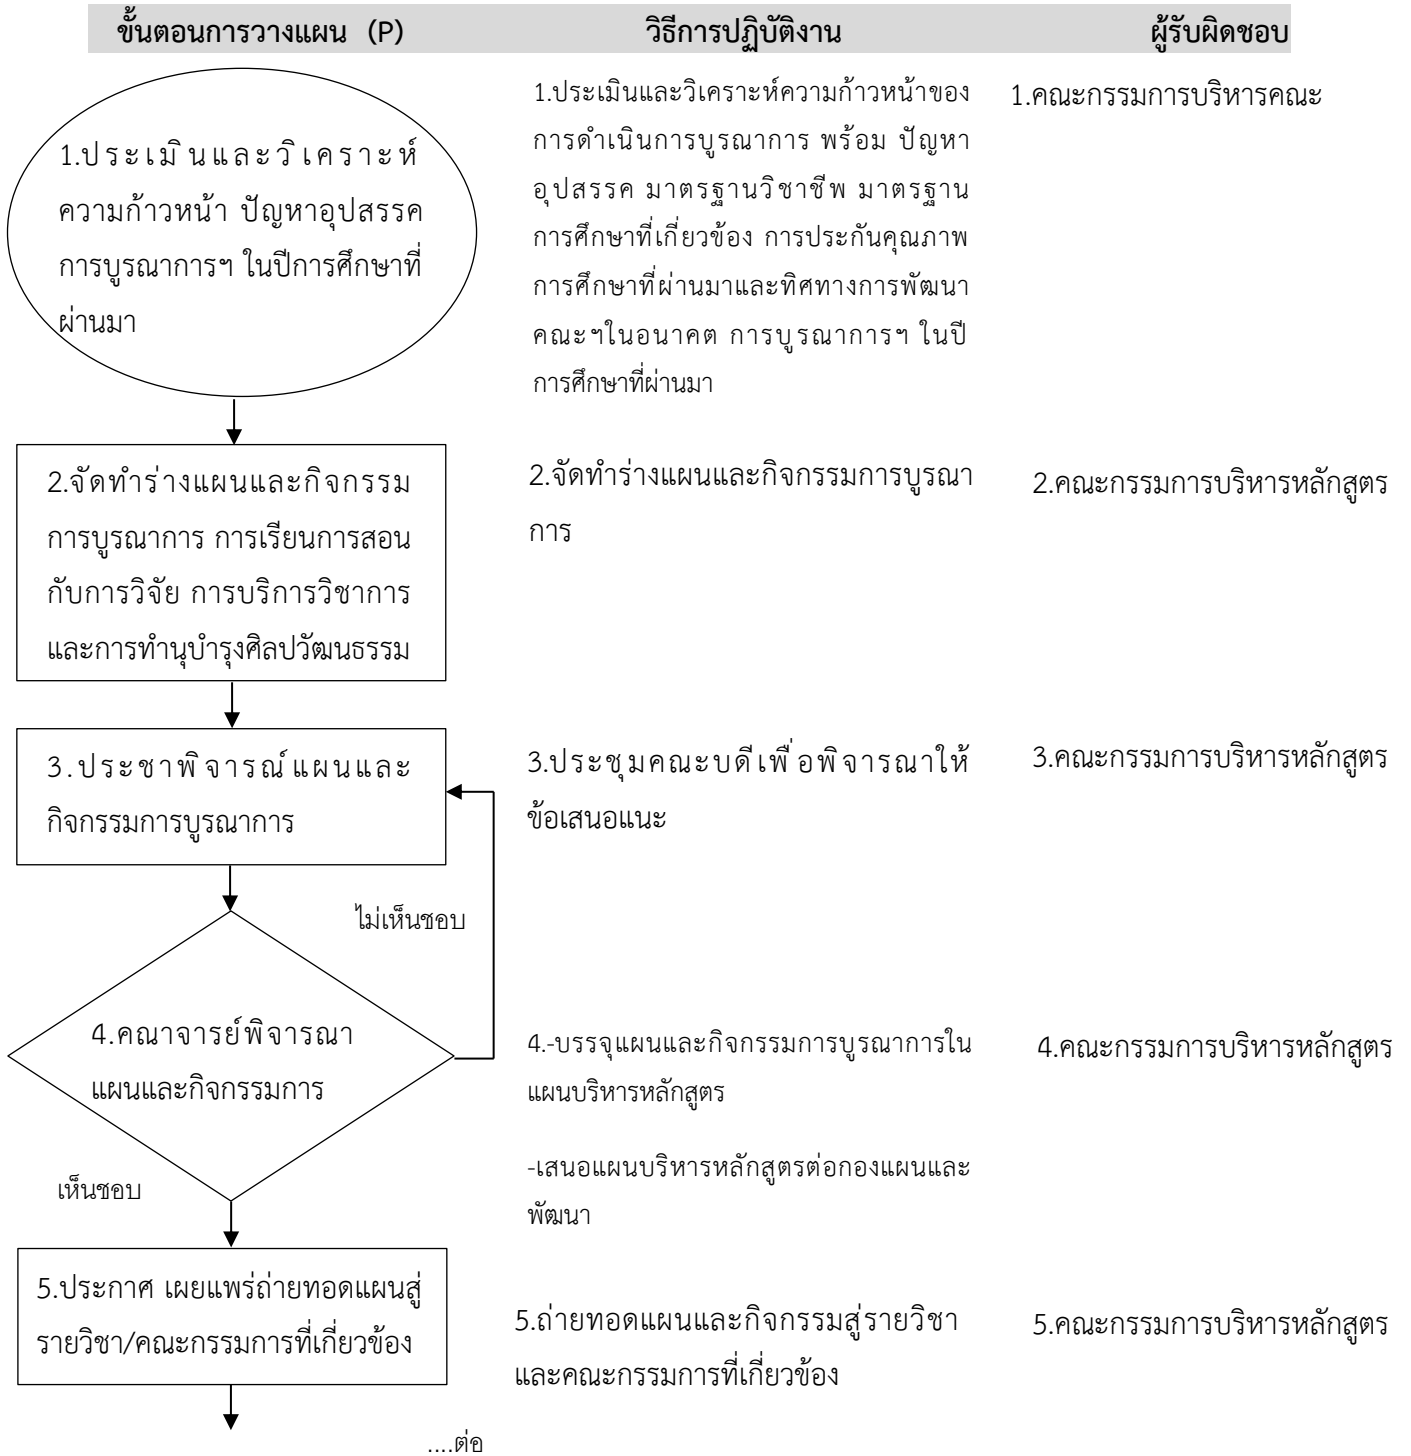 ขั้นตอนการวางแผน (P)
วิธีการปฏิบัติงาน
ผู้รับผิดชอบ
1.ประเมินและวิเคราะห์
ความก้าวหน้า ปัญหาอุปสรรค
การบูรณาการฯ ในปีการศึกษาที่
ผ่านมา
1.ประเมินและวิเคราะห์ความก้าวหน้าของ
การดำเนินการบูรณาการ พร้อม ปัญหา
อุปสรรค มาตรฐานวิชาชีพ มาตรฐาน
การศึกษาที่เกี่ยวข้อง การประกันคุณภาพ
การศึกษาที่ผ่านมาและทิศทางการพัฒนา
คณะฯในอนาคต การบูรณาการฯ ในปี
การศึกษาที่ผ่านมา
1.คณะกรรมการบริหารคณะ
2.จัดทำร่างแผนและกิจกรรม
การบูรณาการ การเรียนการสอน
กับการวิจัย การบริการวิชาการ
และการทำนุบำรุงศิลปวัฒนธรรม
2.จัดทำร่างแผนและกิจกรรมการบูรณา
การ
2.คณะกรรมการบริหารหลักสูตร
3.ประชาพิจารณ์แผนและ
กิจกรรมการบูรณาการ
3.ประชุมคณะบดีเพื่อพิจารณาให้
ข้อเสนอแนะ
3.คณะกรรมการบริหารหลักสูตร
ไม่เห็นชอบ
4.คณาจารย์พิจารณา
แผนและกิจกรรมการ
4.-บรรจุแผนและกิจกรรมการบูรณาการใน
แผนบริหารหลักสูตร
-เสนอแผนบริหารหลักสูตรต่อกองแผนและ
พัฒนา
4.คณะกรรมการบริหารหลักสูตร
เห็นชอบ
5.ประกาศ เผยแพร่ถ่ายทอดแผนสู่
รายวิชา/คณะกรรมการที่เกี่ยวข้อง
5.ถ่ายทอดแผนและกิจกรรมสู่รายวิชา
และคณะกรรมการที่เกี่ยวข้อง
5.คณะกรรมการบริหารหลักสูตร
....ต่อ